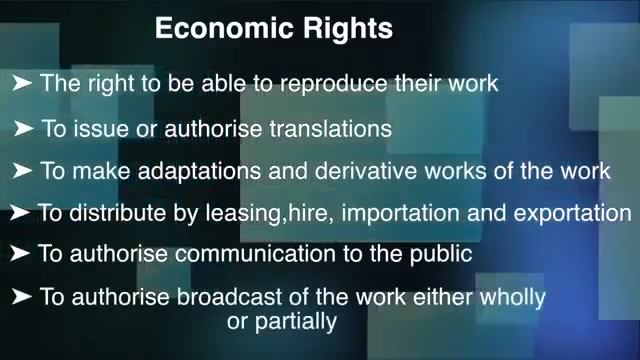 Economic Rights
➤ The right to be able to reproduce their work
➤ To issue or authorise translations
➤ To make adaptations and derivative works of the work
➤ To distribute by leasing,hire, importation and exportation
➤ To authorise communication to the public
➤ To authorise broadcast of the work either wholly
or partially